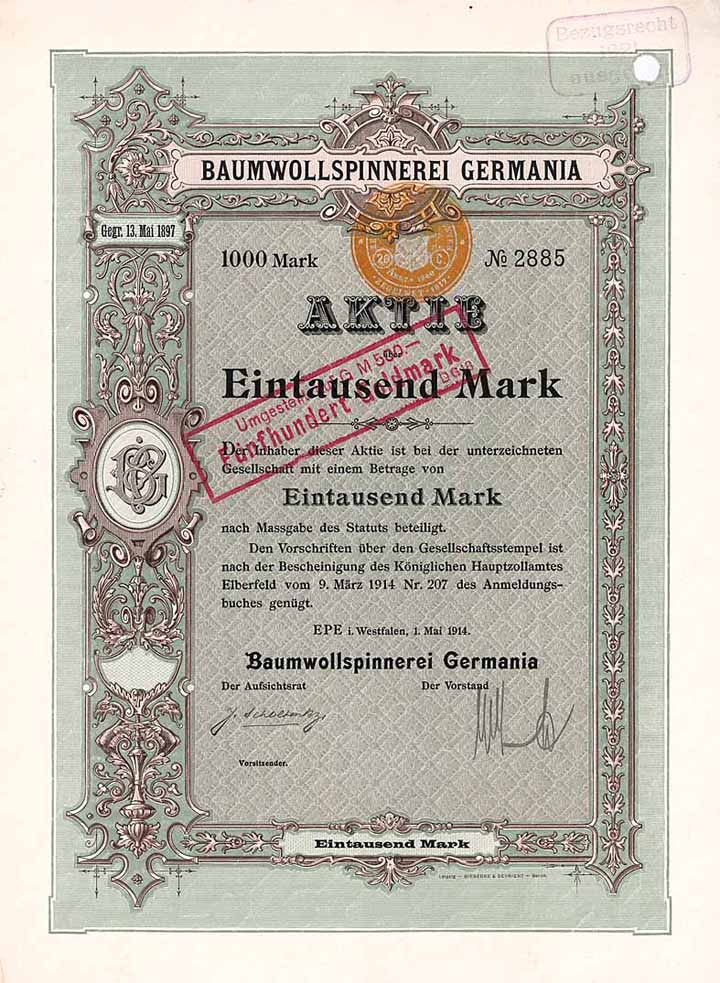 Bezugsrecht
BAUMWOLLSPINNEREI GERMANIA
Gegr. 13. Mai 1897
1000 Mark
№ 2885
AKTIE
über
Eintausend Mark
Umgestellt auf G M 500.—
Fünfhundert Goldmark
Der Inhaber dieser Aktie ist bei der unterzeichneten
Gesellschaft mit einem Betrage von
Eintausend Mark
nach Massgabe des Statuts beteiligt.
Den Vorschriften über den Gesellschaftsstempel ist
nach der Bescheinigung des Königlichen Hauptzollamtes
Elberfeld vom 9. März 1914 Nr. 207 des Anmeldungs-
buches genügt.
EPE i. Westfalen, 1. Mai 1914.
Baumwollspinnerei Germania
Der Aufsichtsrat
Der Vorstand
Vorsitzender.
Eintausend Mark
Leipzig — GIESECKE & DEVRIENT — Berlin